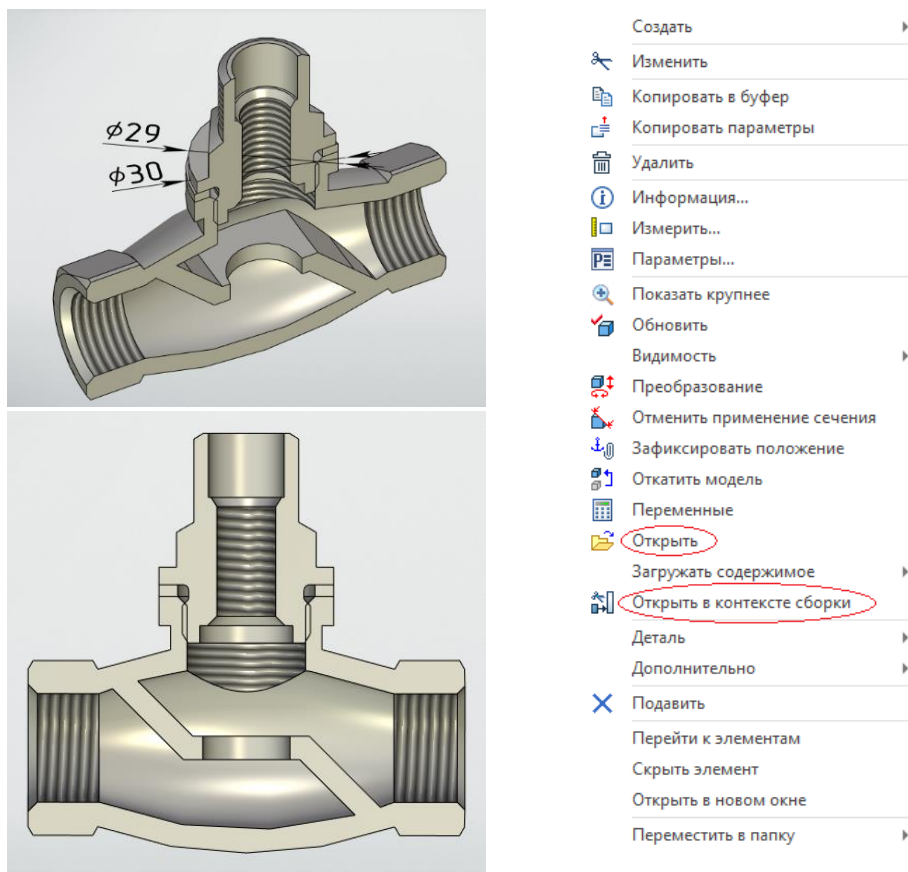 ⌀29
⌀30
Создать
Изменить
Копировать в буфер
Копировать параметры
Удалить
Информация...
Измерить...
Параметры...
Показать крупнее
Обновить
Видимость
Преобразование
Отменить применение сечения
Зафиксировать положение
Откатить модель
Переменные
Открыть
Загружать содержимое
Открыть в контексте сборки
Деталь
Дополнительно
Подавить
Перейти к элементам
Скрыть элемент
Открыть в новом окне
Переместить в папку